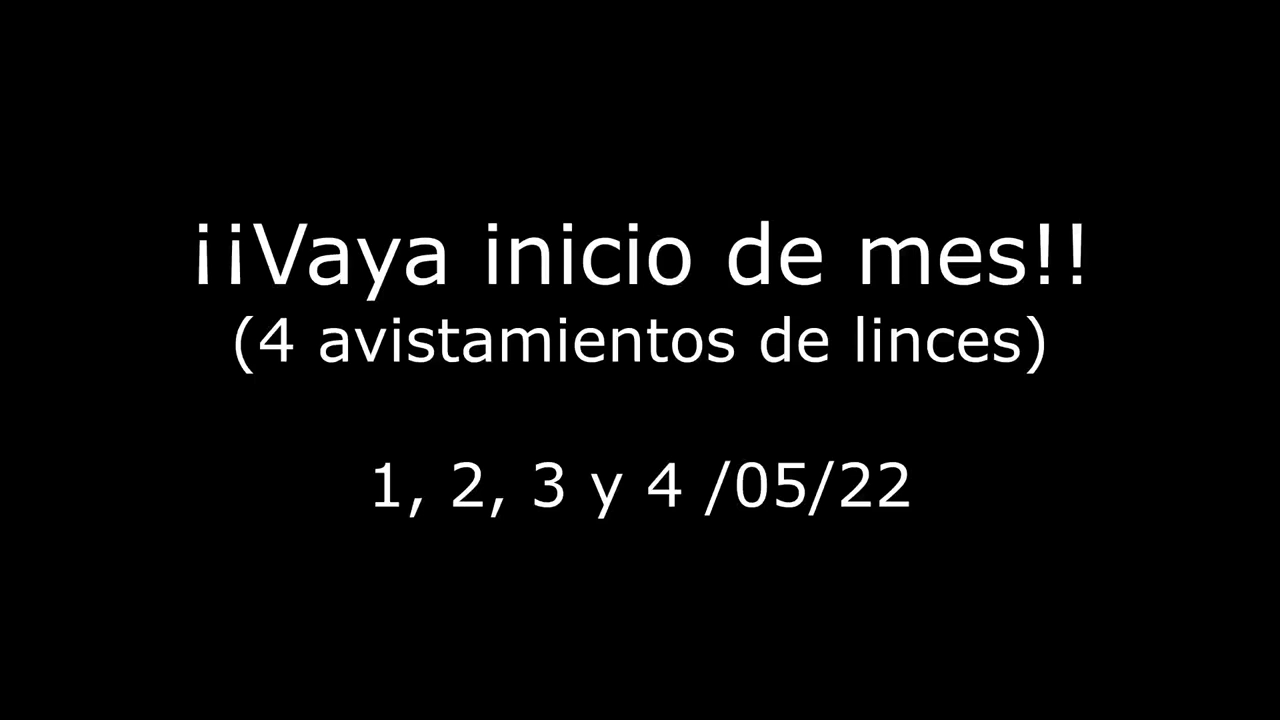 ¡¡Vaya inicio de mes!!
(4 avistamientos de linces)
1, 2, 3 y 4 /05/22